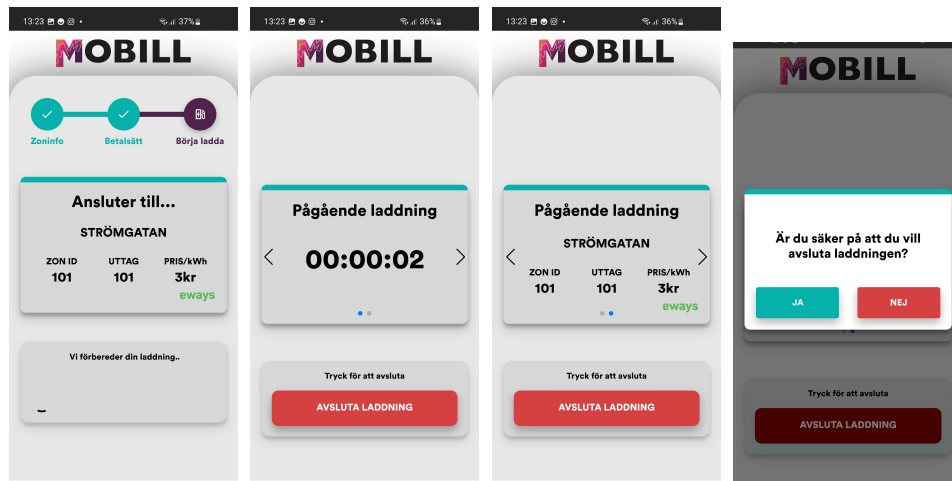 13:23 37%
MOBILL
Zoninfo Betalsätt Börja ladda
Ansluter till...
STRÖMGATAN
ZON ID UTTAG PRIS/kWh
101 101 3kr
eways
Vi förbereder din laddning..
13:23 36%
MOBILL
Pågående laddning
00:00:02
Tryck för att avsluta
AVSLUTA LADDNING
13:23 36%
MOBILL
Pågående laddning
STRÖMGATAN
ZON ID UTTAG PRIS/kWh
101 101 3kr
eways
Tryck för att avsluta
AVSLUTA LADDNING
MOBILL
Är du säker på att du vill
avsluta laddningen?
JA NEJ
Tryck för att avsluta
AVSLUTA LADDNING